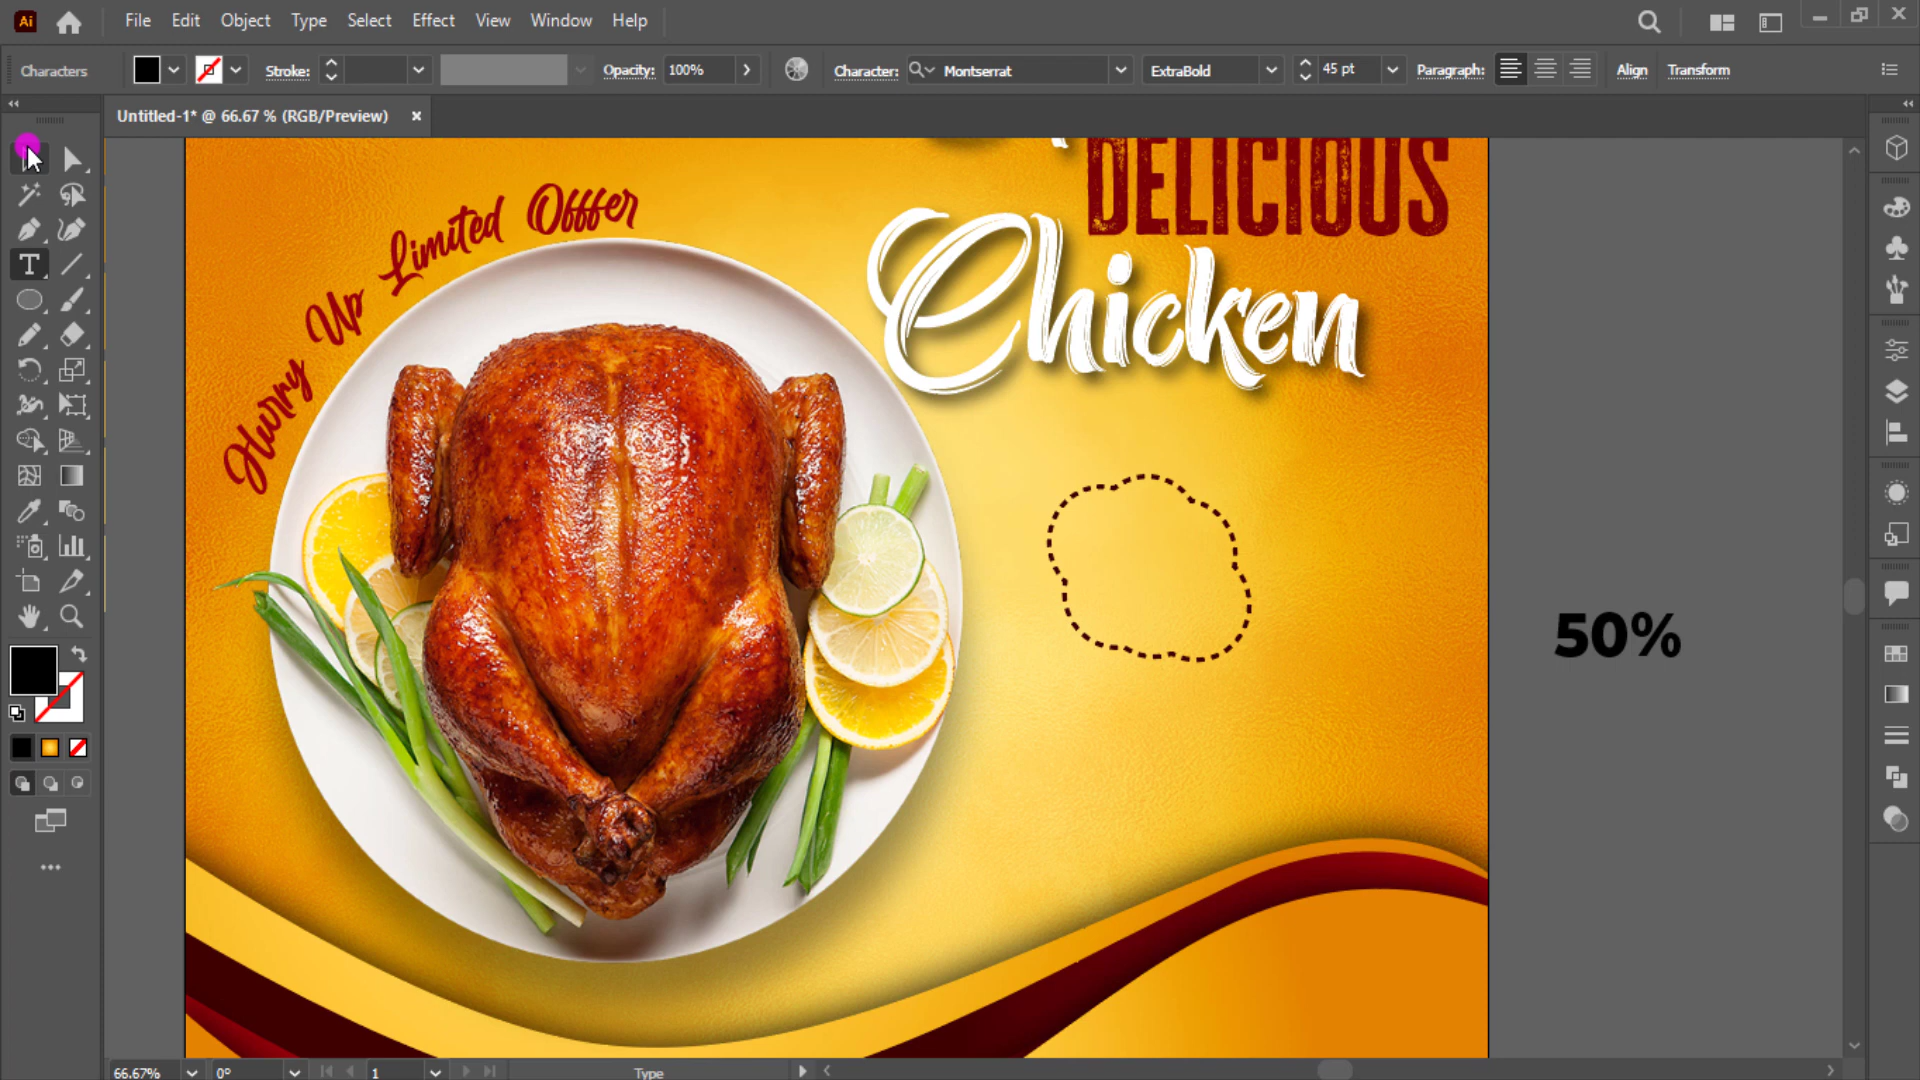 Ai File Edit Object Type Select Effect View Window Help
Characters Stroke: Opacity: 100% Character: Montserrat ExtraBold 45 pt Paragraph: Align Transform
Untitled-1* @ 66.67 % (RGB/Preview)
DELICIOUS
Chicken
Hurry Up Limited Offfer
50%
66.67% 0° 1 Type